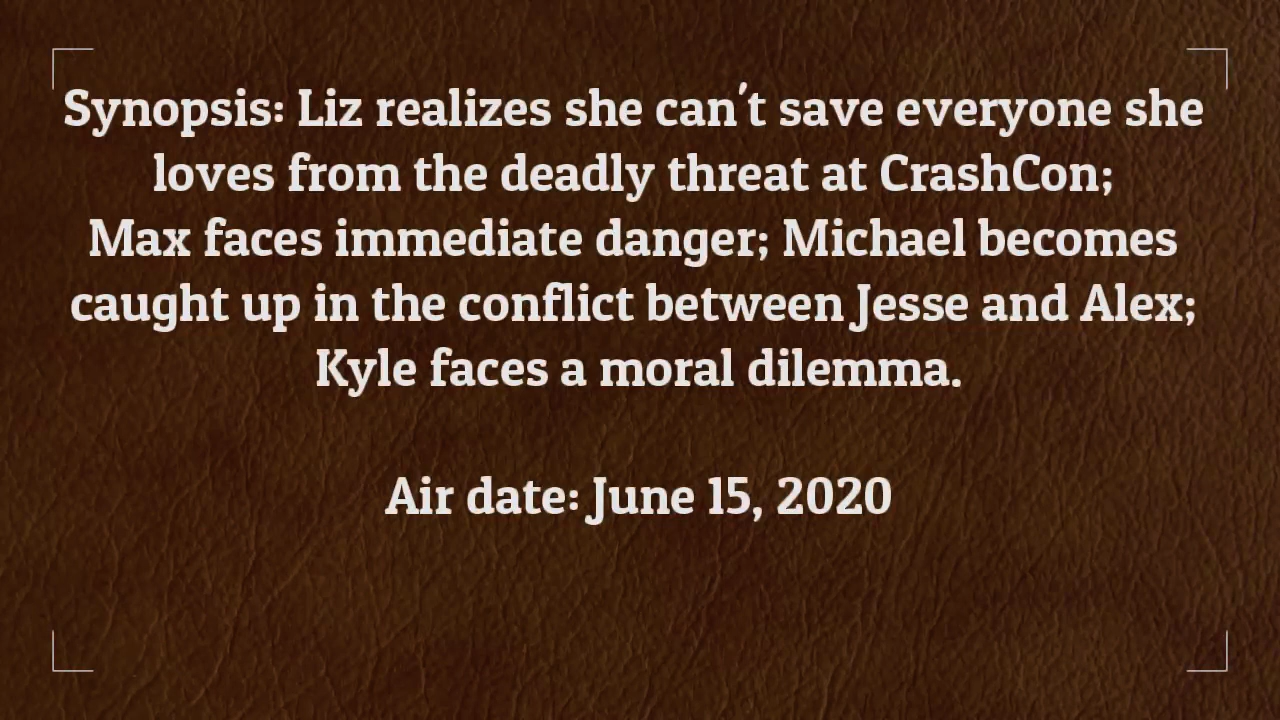 Synopsis: Liz realizes she can't save everyone she
loves from the deadly threat at CrashCon;
Max faces immediate danger; Michael becomes
caught up in the conflict between Jesse and Alex;
Kyle faces a moral dilemma.
Air date: June 15, 2020